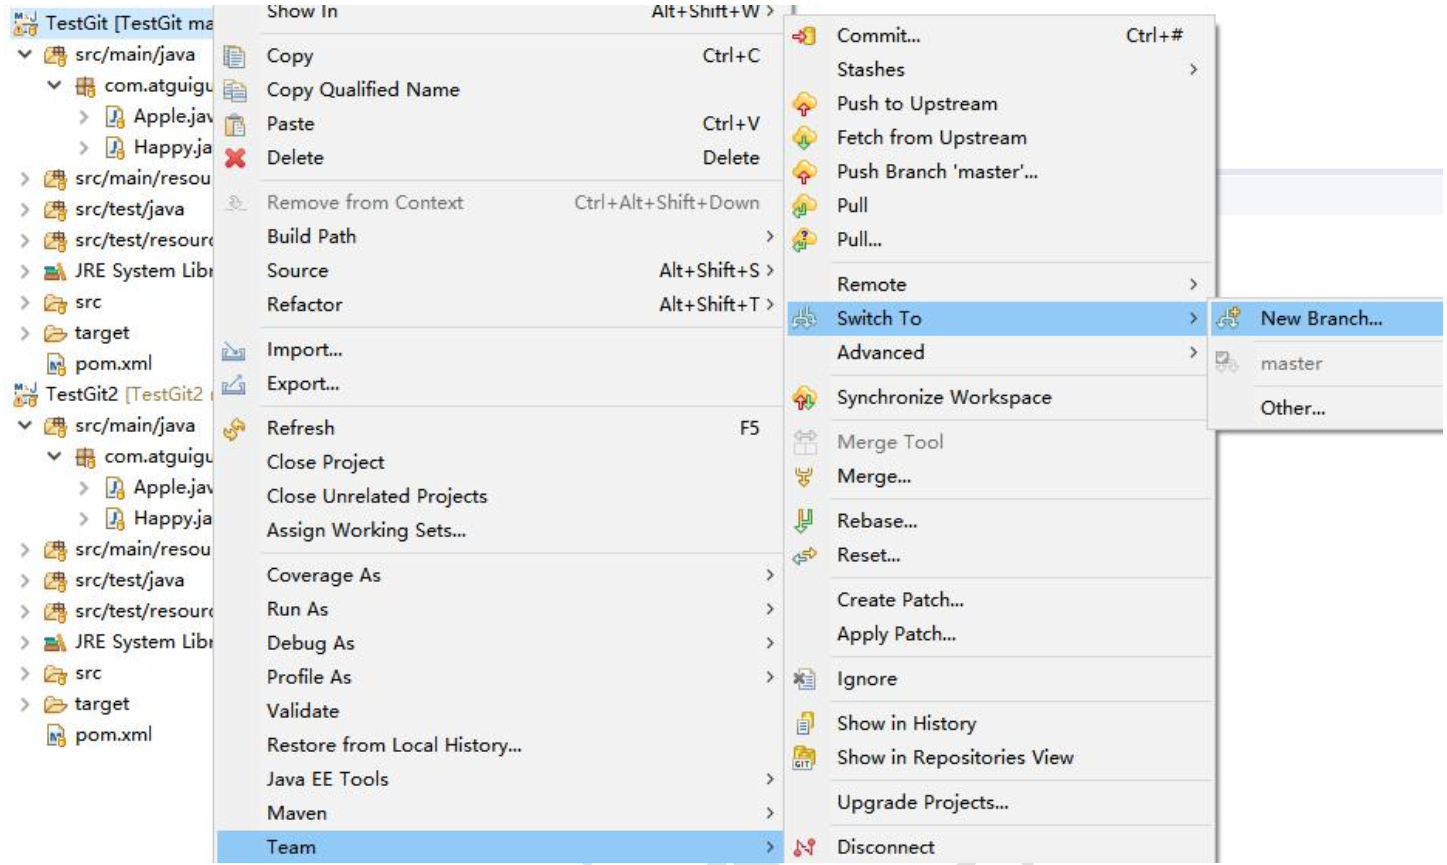 TestGit [TestGit ma
src/main/java
com.atguigu
Apple.jav
Happy.ja
src/main/resou
src/test/java
src/test/resourc
JRE System Libr
src
target
pom.xml
TestGit2 [TestGit2
src/main/java
com.atguigu
Apple.jav
Happy.ja
src/main/resou
src/test/java
src/test/resourc
JRE System Libr
src
target
pom.xml
Show In Alt+Shift+W >
Copy Ctrl+C
Copy Qualified Name
Paste Ctrl+V
Delete Delete
Remove from Context Ctrl+Alt+Shift+Down
Build Path >
Source Alt+Shift+S >
Refactor Alt+Shift+T >
Import...
Export...
Refresh F5
Close Project
Close Unrelated Projects
Assign Working Sets...
Coverage As >
Run As >
Debug As >
Profile As >
Validate
Restore from Local History...
Java EE Tools >
Maven >
Team >
Commit... Ctrl+#
Stashes >
Push to Upstream
Fetch from Upstream
Push Branch 'master'...
Pull
Pull...
Remote >
Switch To >
Advanced >
Synchronize Workspace
Merge Tool
Merge...
Rebase...
Reset...
Create Patch...
Apply Patch...
Ignore
Show in History
Show in Repositories View
Upgrade Projects...
Disconnect
New Branch...
master
Other...